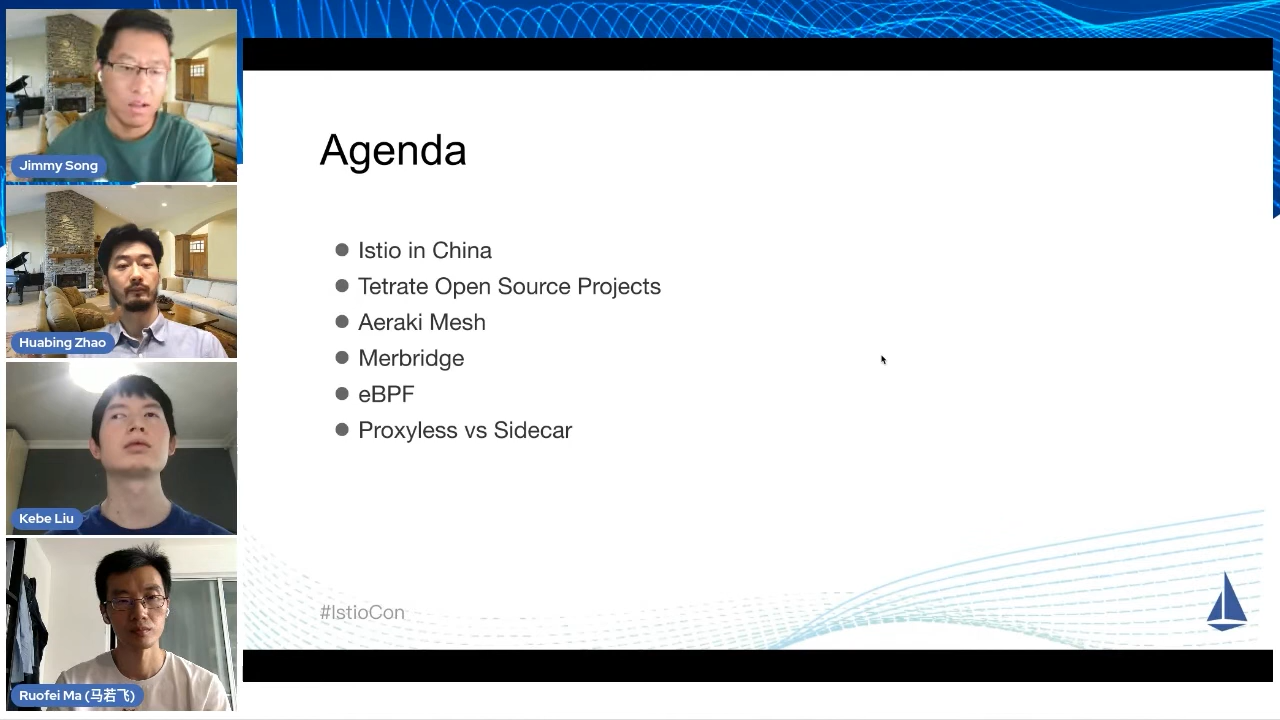 Jimmy Song
Huabing Zhao
Kebe Liu
Ruofei Ma (马若飞)
Agenda
Istio in China
Tetrate Open Source Projects
Aeraki Mesh
Merbridge
eBPF
Proxyless vs Sidecar
#IstioCon